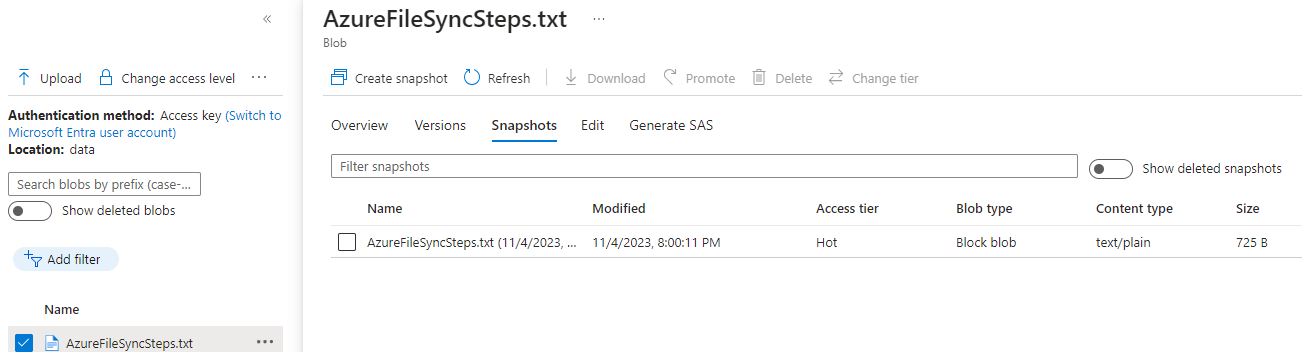 «
Upload Change access level ...
Authentication method: Access key (Switch to
Microsoft Entra user account)
Location: data
Search blobs by prefix (case-...
Show deleted blobs
Add filter
Name
AzureFileSyncSteps.txt ...
AzureFileSyncSteps.txt ...
Blob
Create snapshot Refresh Download Promote Delete Change tier
Overview Versions Snapshots Edit Generate SAS
Filter snapshots Show deleted snapshots
Name Modified Access tier Blob type Content type Size
AzureFileSyncSteps.txt (11/4/2023, ... 11/4/2023, 8:00:11 PM Hot Block blob text/plain 725 B